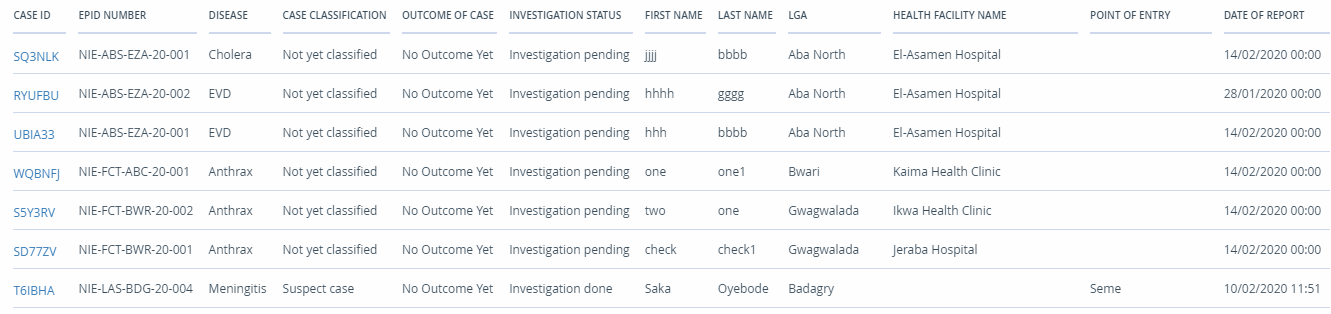 CASE ID EPID NUMBER DISEASE CASE CLASSIFICATION OUTCOME OF CASE INVESTIGATION STATUS FIRST NAME LAST NAME LGA HEALTH FACILITY NAME POINT OF ENTRY DATE OF REPORT
SQ3NLK NIE-ABS-EZA-20-001 Cholera Not yet classified No Outcome Yet Investigation pending jjjj bbbb Aba North El-Asamen Hospital 14/02/2020 00:00
RYUFBU NIE-ABS-EZA-20-002 EVD Not yet classified No Outcome Yet Investigation pending hhhh gggg Aba North El-Asamen Hospital 28/01/2020 00:00
UBIA33 NIE-ABS-EZA-20-001 EVD Not yet classified No Outcome Yet Investigation pending hhh bbbb Aba North El-Asamen Hospital 14/02/2020 00:00
WQBNFJ NIE-FCT-ABC-20-001 Anthrax Not yet classified No Outcome Yet Investigation pending one one1 Bwari Kaima Health Clinic 14/02/2020 00:00
S5Y3RV NIE-FCT-BWR-20-002 Anthrax Not yet classified No Outcome Yet Investigation pending two one Gwagwalada Ikwa Health Clinic 14/02/2020 00:00
SD77ZV NIE-FCT-BWR-20-001 Anthrax Not yet classified No Outcome Yet Investigation pending check check1 Gwagwalada Jeraba Hospital 14/02/2020 00:00
T6IBHA NIE-LAS-BDG-20-004 Meningitis Suspect case No Outcome Yet Investigation done Saka Oyebode Badagry Seme 10/02/2020 11:51